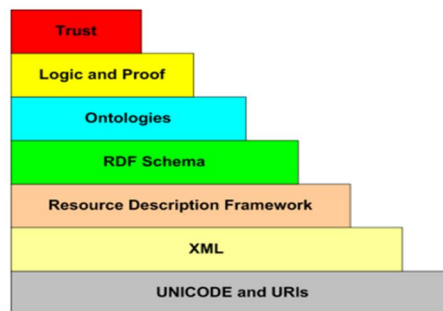 Trust
Logic and Proof
Ontologies
RDF Schema
Resource Description Framework
XML
UNICODE and URIs